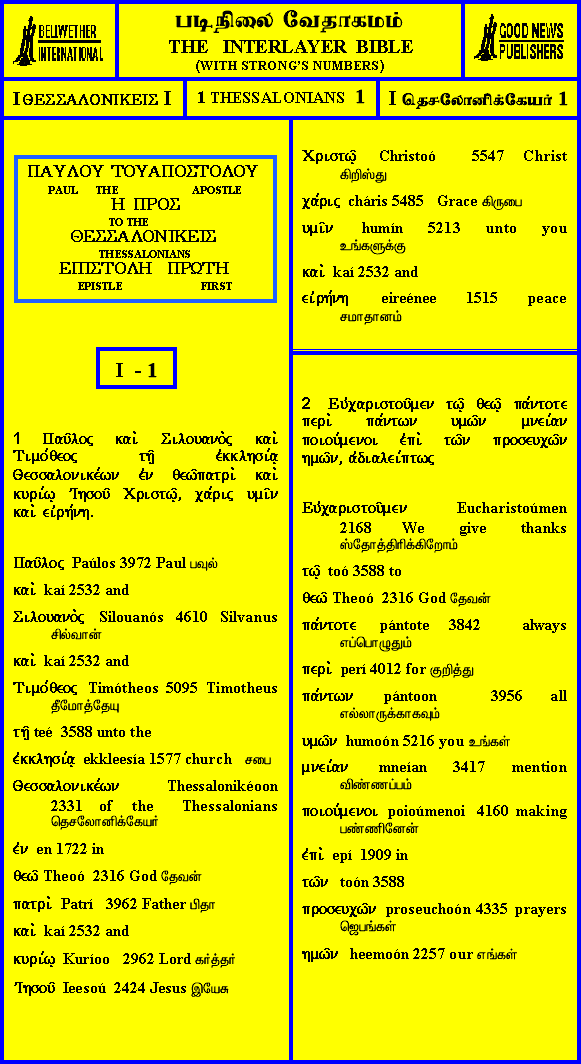 BELLWETHER
INTERNATIONAL
படிநிலை வேதாகமம்
THE INTERLAYER BIBLE
(WITH STRONG'S NUMBERS)
GOOD NEWS
PUBLISHERS
I ΘΕΣΣΑΛΟΝΙΚΕΙΣ I
1 THESSALONIANS 1
I தெசலோனிக்கேயர் 1
ΠΑΥΛΟΥ ΤΟΥΑΠΟΣΤΟΛΟΥ
PAUL THE APOSTLE
Η ΠΡΟΣ
TO THE
ΘΕΣΣΑΛΟΝΙΚΕΙΣ
THESSALONIANS
ΕΠΙΣΤΟΛΗ ΠΡΩΤΗ
EPISTLE FIRST
I - 1
1 Παῦλος καὶ Σιλουανὸς καὶ
Τιμόθεος τῇ ἐκκλησίᾳ
Θεσσαλονικέων ἐν θεῶπατρὶ καὶ
κυρίῳ Ἰησοῦ Χριστῷ, χάρις υμῖν
καὶ εἰρήνη.
Παῦλος Paúlos 3972 Paul பவுல்
καὶ kaí 2532 and
Σιλουανὸς Silouanós 4610 Silvanus
சில்வான்
καὶ kaí 2532 and
Τιμόθεος Timótheos 5095 Timotheus
தீமோத்தேயு
τῇ teé 3588 unto the
ἐκκλησίᾳ ekkleesía 1577 church சபை
Θεσσαλονικέων Thessalonikéoon
2331 of the Thessalonians
தெசலோனிக்கேயர்
ἐν en 1722 in
θεῶ Theoó 2316 God தேவன்
πατρὶ Patrí 3962 Father பிதா
καὶ kaí 2532 and
κυρίῳ Kuríoo 2962 Lord கர்த்தர்
Ἰησοῦ Ieesoú 2424 Jesus இயேசு
Χριστῷ Christoó 5547 Christ
கிறிஸ்து
χάρις cháris 5485 Grace கிருபை
υμῖν humín 5213 unto you
உங்களுக்கு
καὶ kaí 2532 and
εἰρήνη eireénee 1515 peace
சமாதானம்
2 Εὐχαριστοῦμεν τῷ θεῷ πάντοτε
περὶ πάντων υμῶν μνείαν
ποιούμενοι ἐπὶ τῶν προσευχῶν
ημῶν, ἀδιαλείπτως
Εὐχαριστοῦμεν Eucharistoúmen
2168 We give thanks
ஸ்தோத்திரிக்கிறோம்
τῷ toó 3588 to
θεῶ Theoó 2316 God தேவன்
πάντοτε pántote 3842 always
எப்பொழுதும்
περὶ perí 4012 for குறித்து
πάντων pántoon 3956 all
எல்லாருக்காகவும்
υμῶν humoón 5216 you உங்கள்
μνείαν mneían 3417 mention
விண்ணப்பம்
ποιούμενοι poioúmenoi 4160 making
பண்ணினேன்
ἐπὶ epí 1909 in
τῶν toón 3588
προσευχῶν proseuchoón 4335 prayers
ஜெபங்கள்
ημῶν heemoón 2257 our எங்கள்